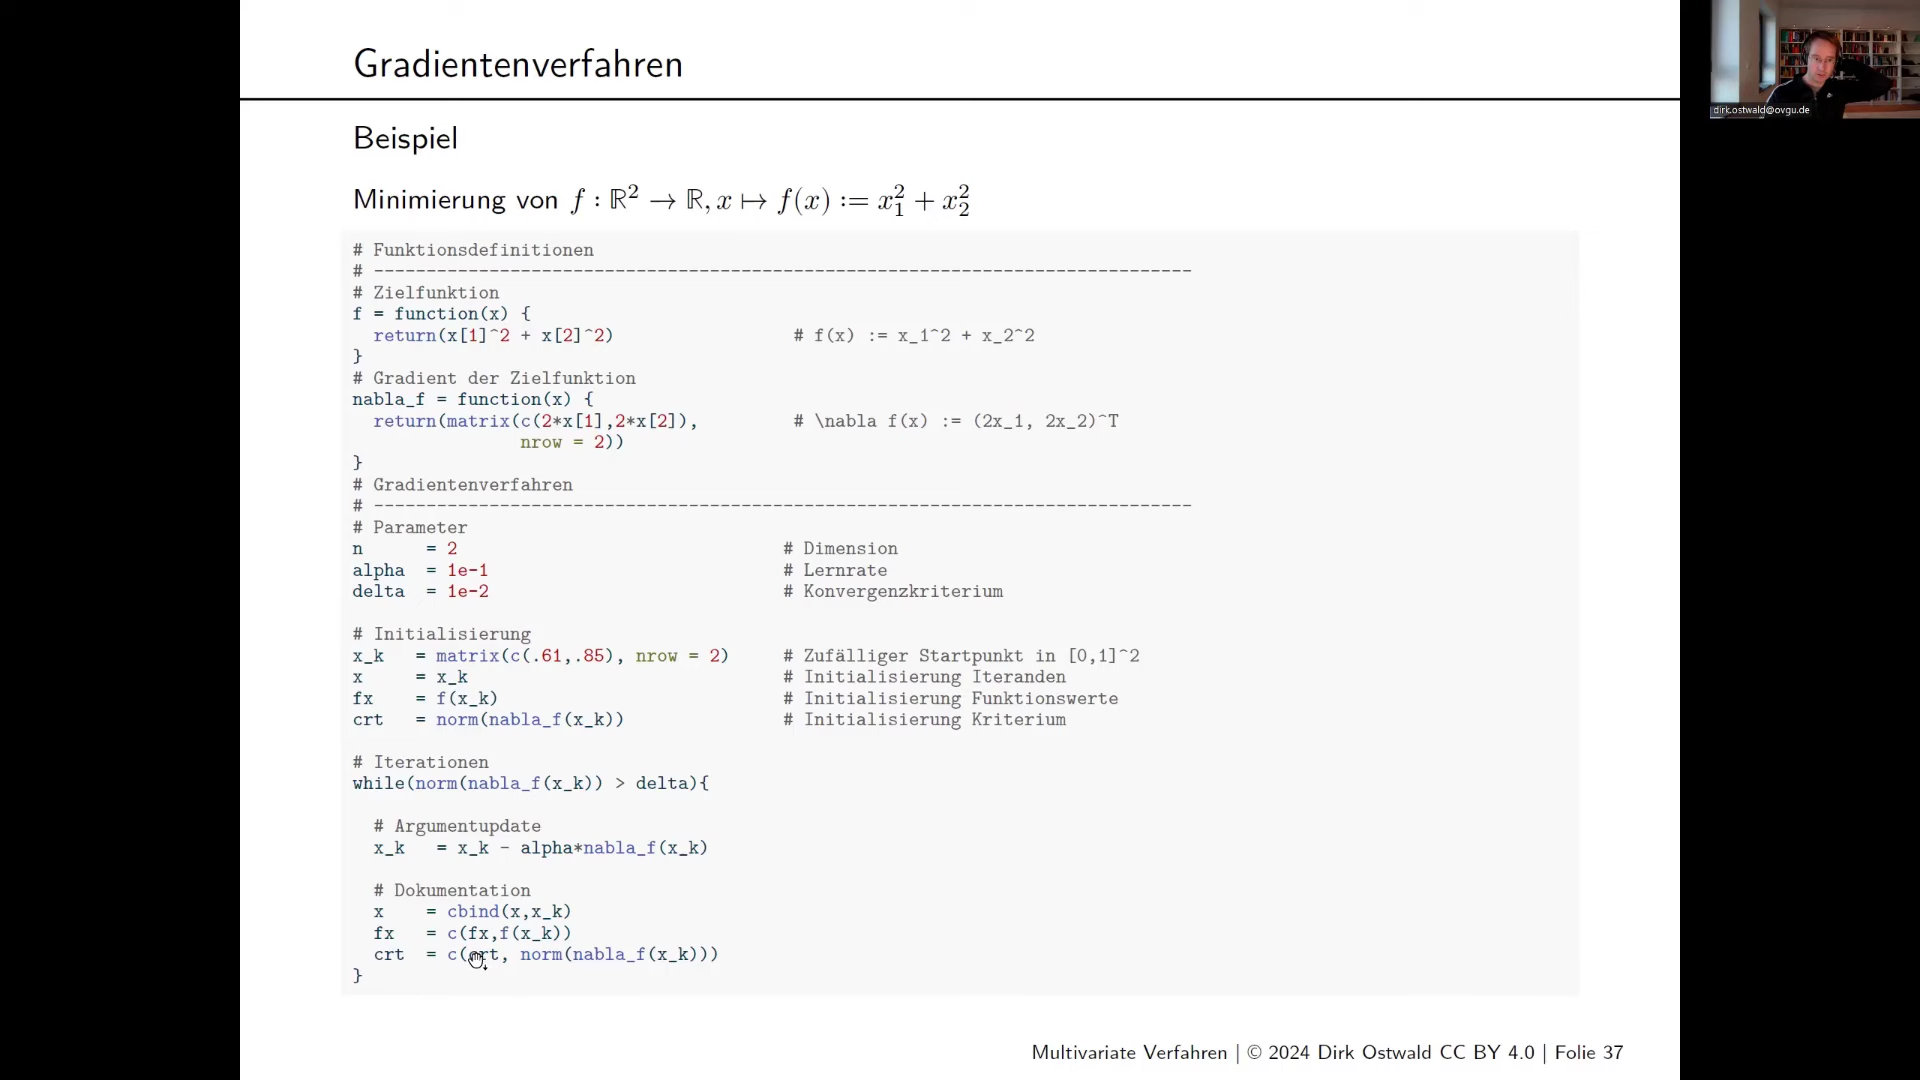 Gradientenverfahren
dirk.ostwald@ovgu.de
Beispiel
Minimierung von f : ℝ² → ℝ, x ↦ f(x) := x₁² + x₂²
# Funktionsdefinitionen
# ------------------------------------------------------------------------------
# Zielfunktion
f = function(x) {
  return(x[1]^2 + x[2]^2)                 # f(x) := x_1^2 + x_2^2
}
# Gradient der Zielfunktion
nabla_f = function(x) {
  return(matrix(c(2*x[1],2*x[2]),         # \nabla f(x) := (2x_1, 2x_2)^T
                nrow = 2))
}
# Gradientenverfahren
# ------------------------------------------------------------------------------
# Parameter
n      = 2                               # Dimension
alpha  = 1e-1                            # Lernrate
delta  = 1e-2                            # Konvergenzkriterium
# Initialisierung
x_k   = matrix(c(.61,.85), nrow = 2)     # Zufälliger Startpunkt in [0,1]^2
x     = x_k                              # Initialisierung Iteranden
fx    = f(x_k)                           # Initialisierung Funktionswerte
crt   = norm(nabla_f(x_k))               # Initialisierung Kriterium
# Iterationen
while(norm(nabla_f(x_k)) > delta){
  # Argumentupdate
  x_k   = x_k - alpha*nabla_f(x_k)
  # Dokumentation
  x    = cbind(x,x_k)
  fx   = c(fx,f(x_k))
  crt  = c(crt, norm(nabla_f(x_k)))
}
Multivariate Verfahren | © 2024 Dirk Ostwald CC BY 4.0 | Folie 37